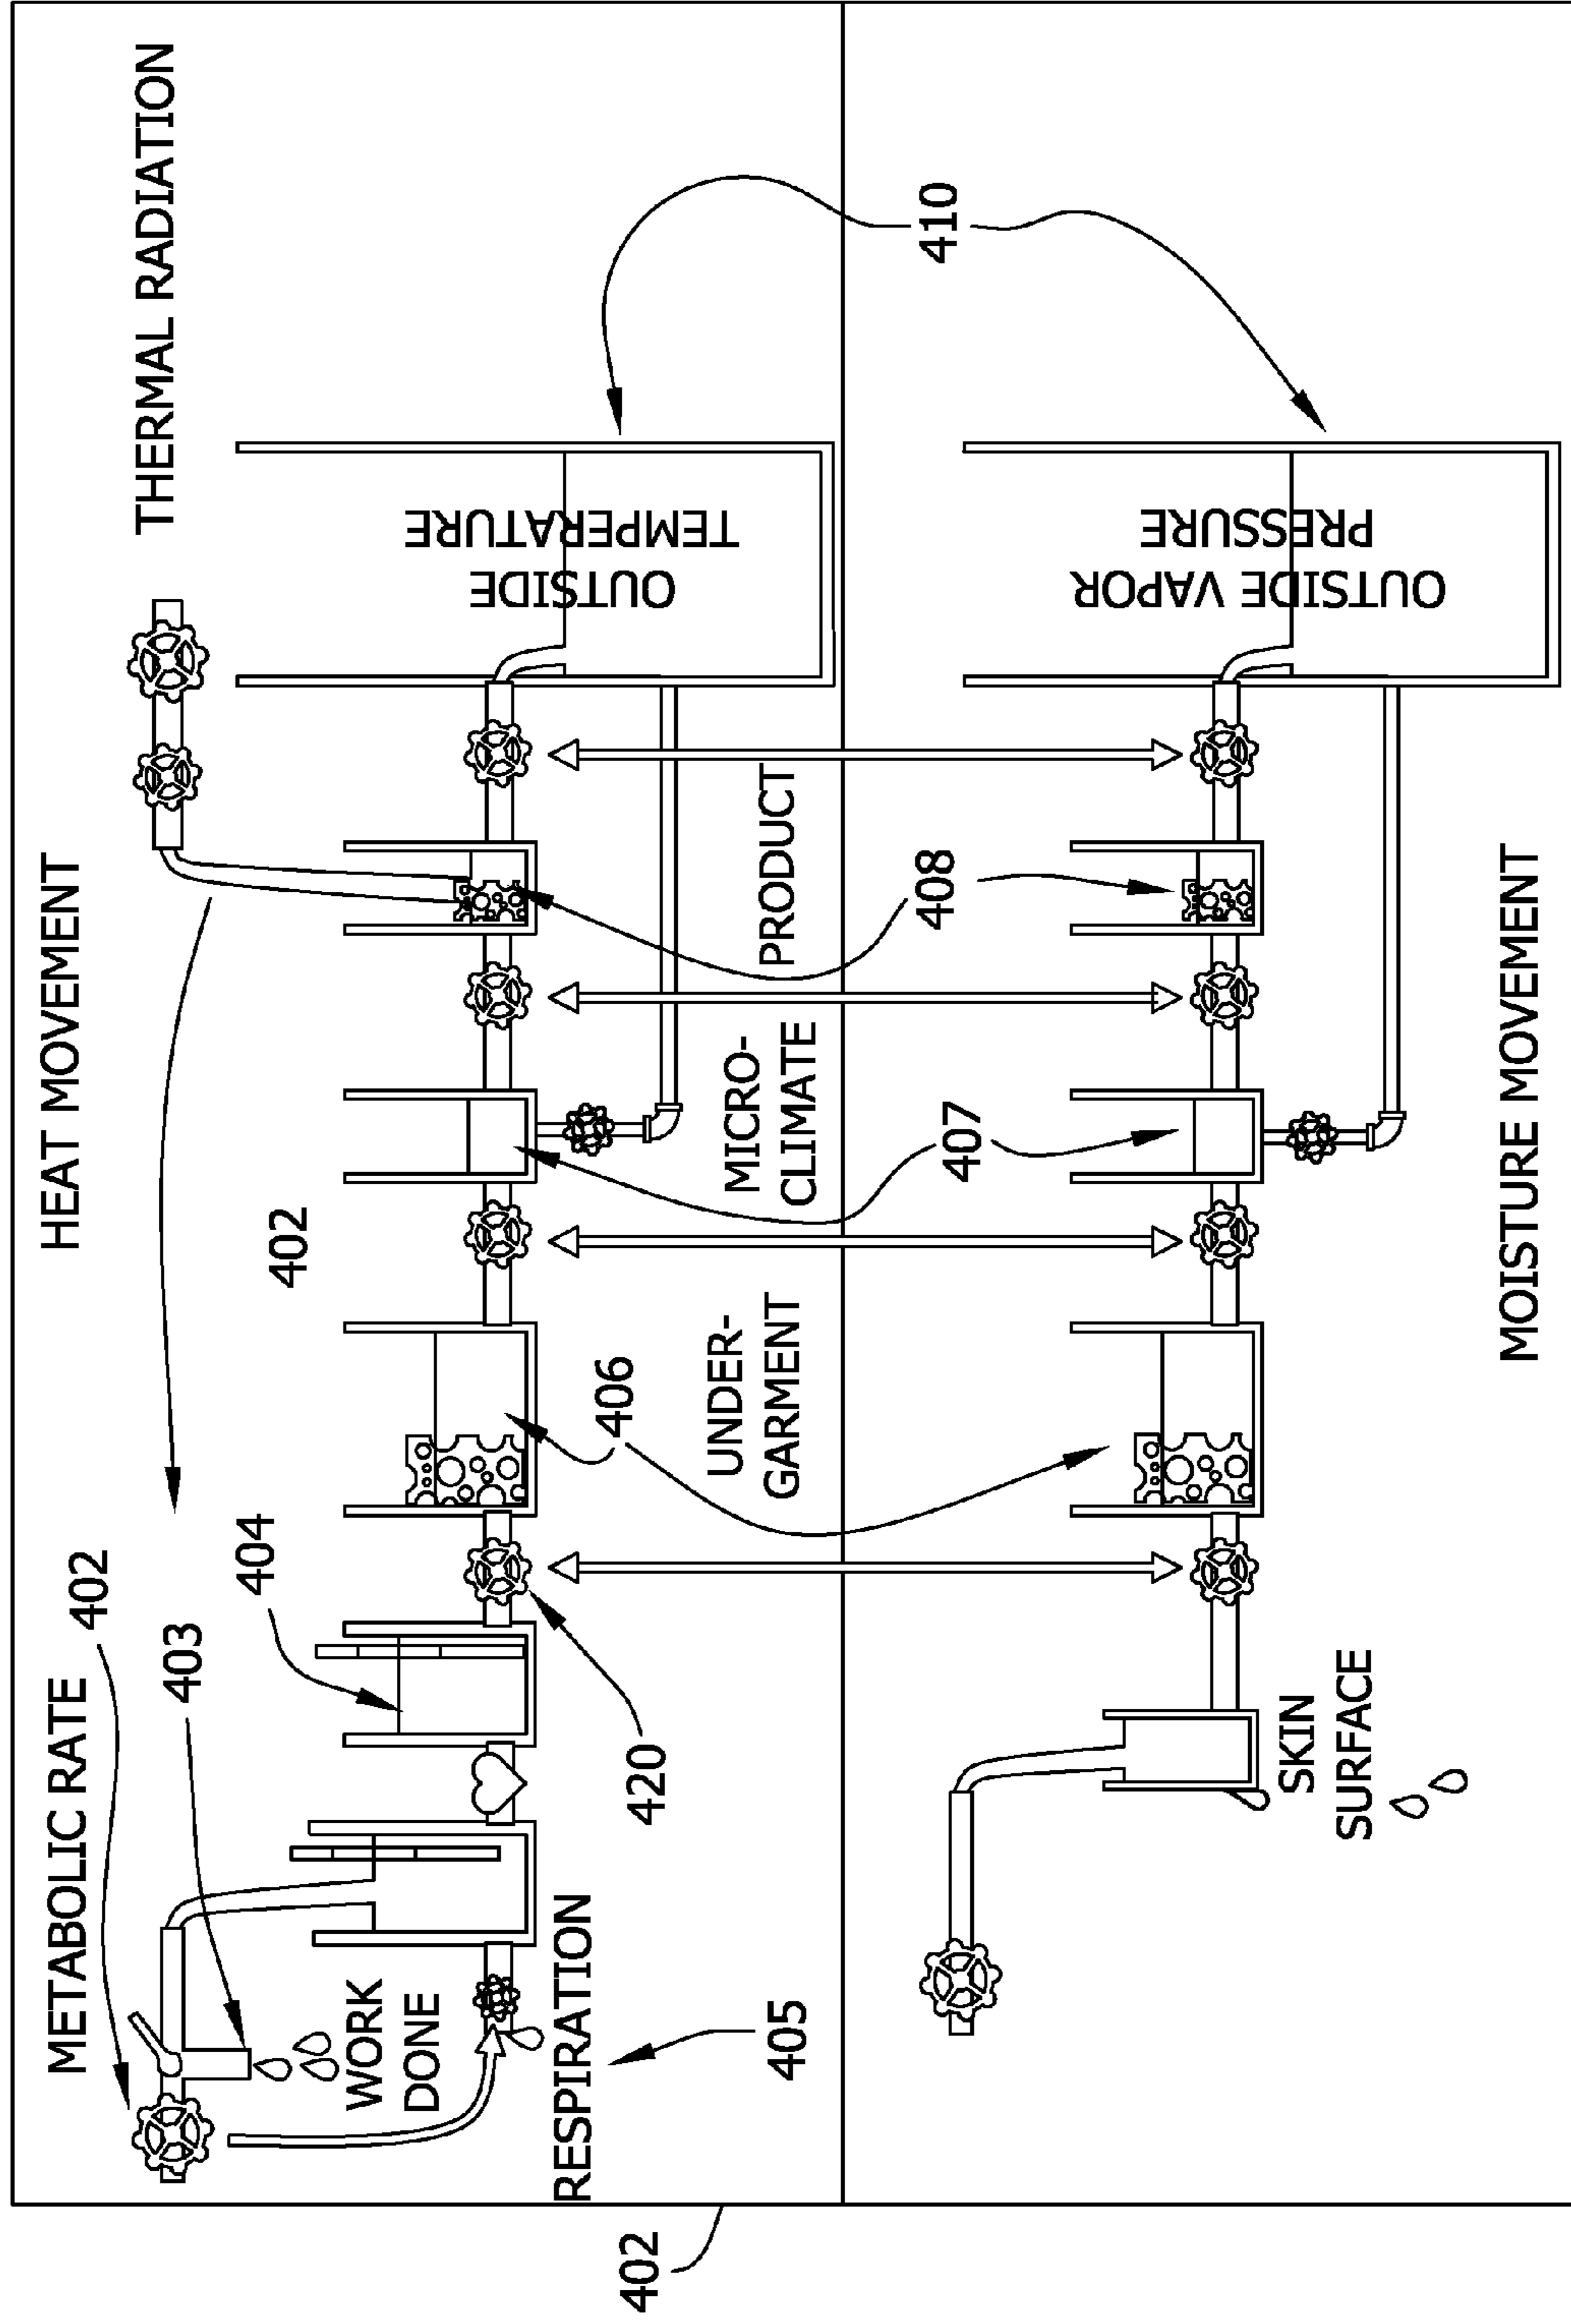 HEAT MOVEMENT
METABOLIC RATE
402
THERMAL RADIATION
403
404
402
WORK
DONE
RESPIRATION
405
420
406
UNDER-
GARMENT
MICRO-
CLIMATE
PRODUCT
OUTSIDE
TEMPERATURE
402
407
408
410
SKIN
SURFACE
OUTSIDE VAPOR
PRESSURE
MOISTURE MOVEMENT